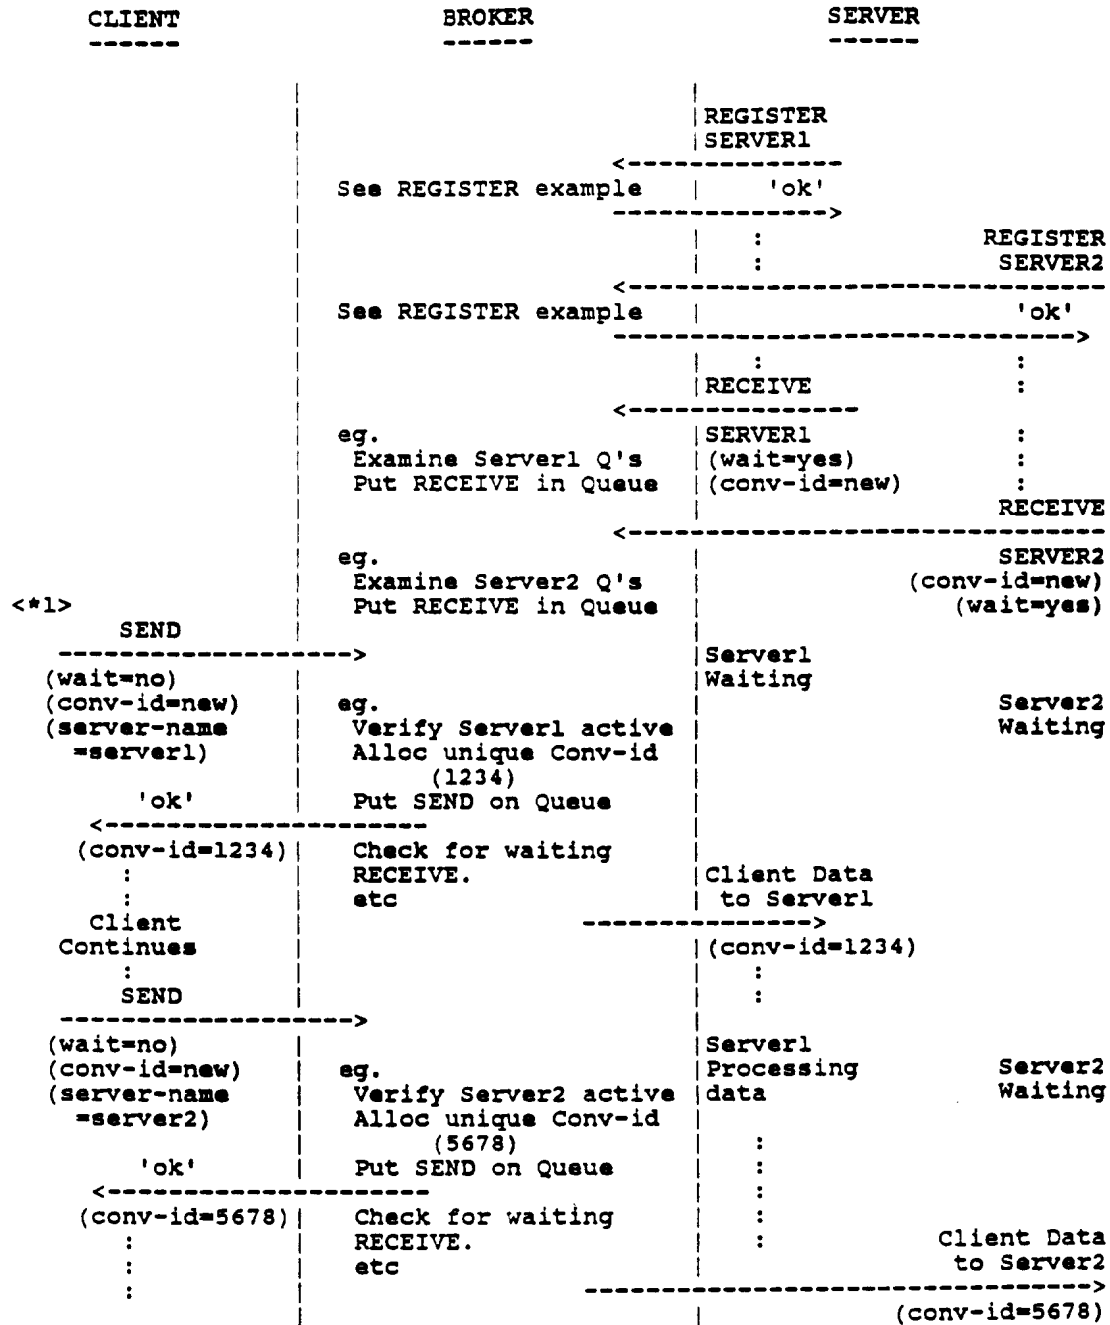 CLIENT BROKER SERVER
------ ------ ------
REGISTER
SERVER1
<--------------
See REGISTER example 'ok'
-------------->
: REGISTER
: SERVER2
<-------------------------------
See REGISTER example 'ok'
------------------------------->
: :
RECEIVE :
<---------------
eg. SERVER1 :
Examine Server1 Q's (wait=yes) :
Put RECEIVE in Queue (conv-id=new) :
RECEIVE
<-------------------------------
eg. SERVER2
Examine Server2 Q's (conv-id=new)
<*1> Put RECEIVE in Queue (wait=yes)
SEND
-------------------> Server1
(wait=no) Waiting
(conv-id=new) eg. Server2
(server-name Verify Server1 active Waiting
=server1) Alloc unique Conv-id
(1234)
'ok' Put SEND on Queue
<---------------------
(conv-id=1234) Check for waiting
: RECEIVE. Client Data
: etc to Server1
Client --------------->
Continues (conv-id=1234)
: :
SEND :
------------------->
(wait=no) Server1
(conv-id=new) eg. Processing Server2
(server-name Verify Server2 active data Waiting
=server2) Alloc unique Conv-id
(5678) :
'ok' Put SEND on Queue :
<--------------------- :
(conv-id=5678) Check for waiting :
: RECEIVE. : Client Data
: etc to Server2
: --------------------------------->
(conv-id=5678)